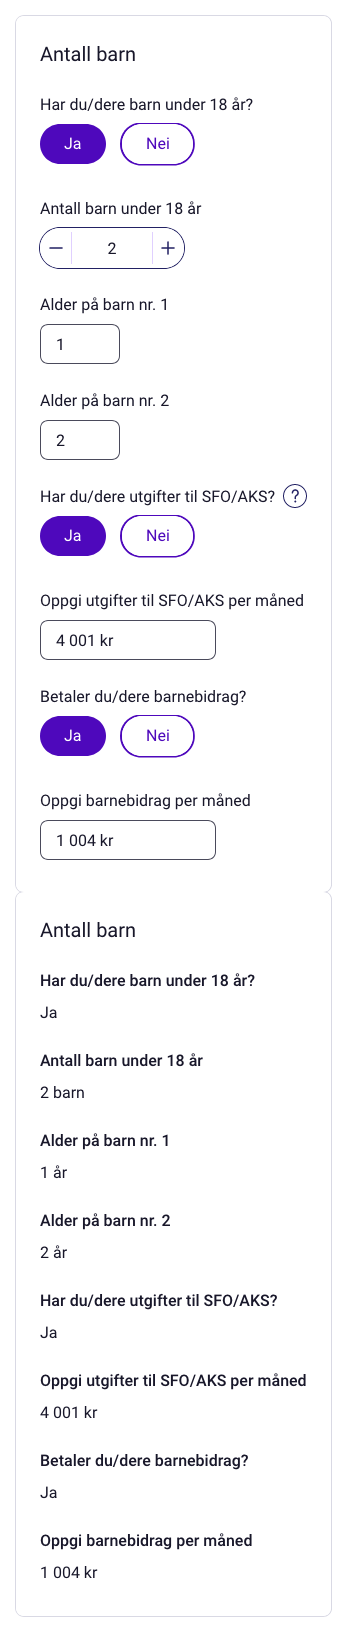 Antall barn
Har du/dere barn under 18 år?
Ja Nei
Antall barn under 18 år
− 2 +
Alder på barn nr. 1
1
Alder på barn nr. 2
2
Har du/dere utgifter til SFO/AKS? ?
Ja Nei
Oppgi utgifter til SFO/AKS per måned
4 001 kr
Betaler du/dere barnebidrag?
Ja Nei
Oppgi barnebidrag per måned
1 004 kr
Antall barn
Har du/dere barn under 18 år?
Ja
Antall barn under 18 år
2 barn
Alder på barn nr. 1
1 år
Alder på barn nr. 2
2 år
Har du/dere utgifter til SFO/AKS?
Ja
Oppgi utgifter til SFO/AKS per måned
4 001 kr
Betaler du/dere barnebidrag?
Ja
Oppgi barnebidrag per måned
1 004 kr